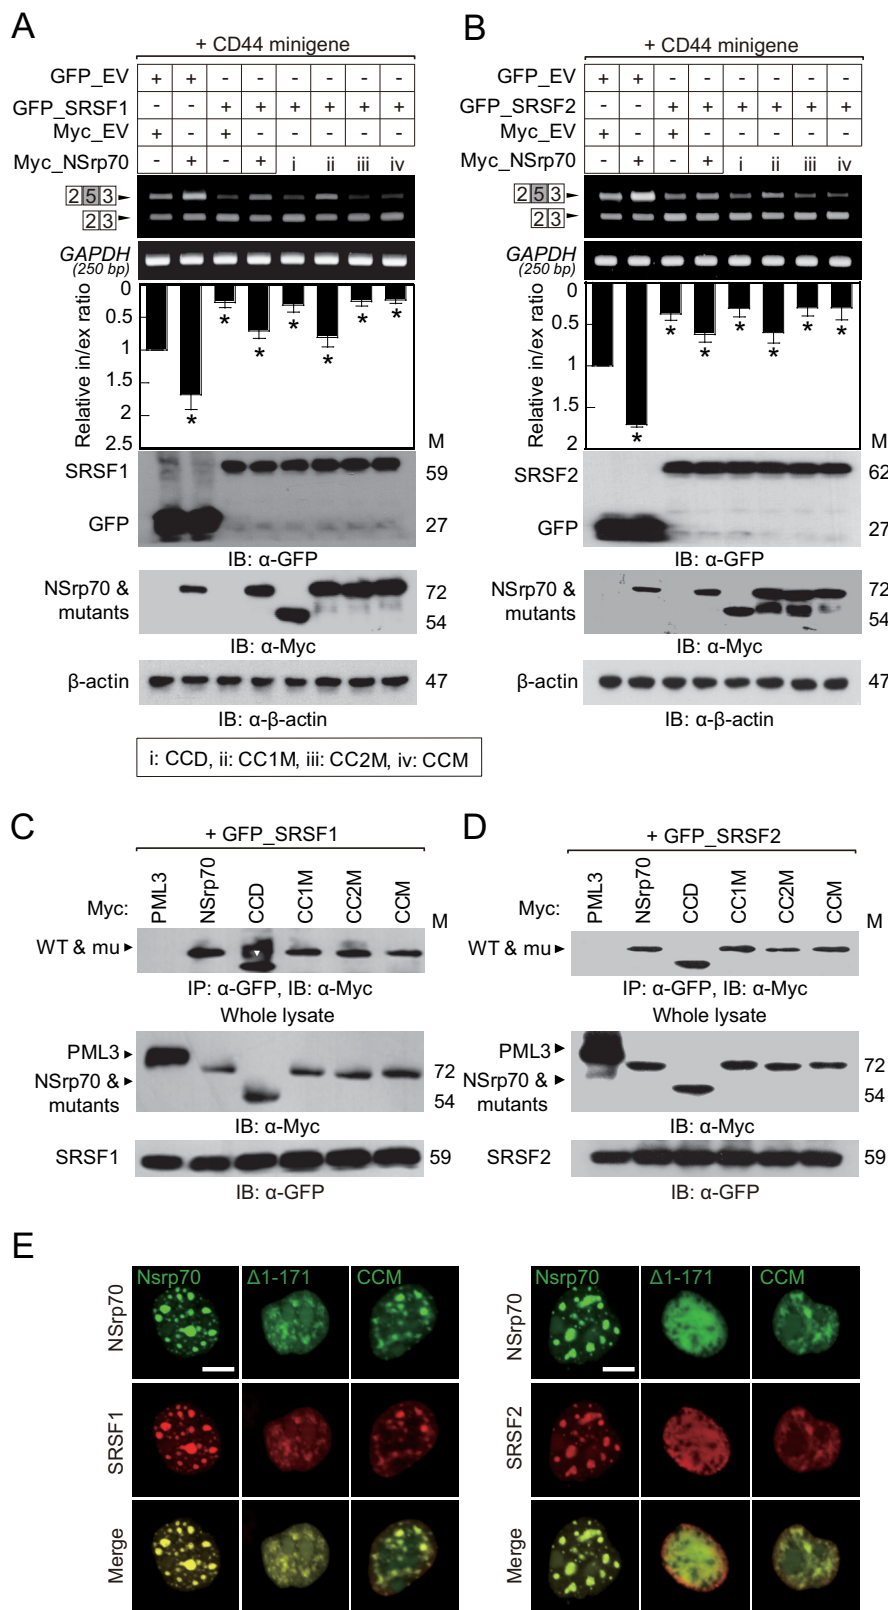 A
+ CD44 minigene
GFP_EV + + - - - - - -
GFP_SRSF1 - - + + + + + +
Myc_EV + - + - - - - -
Myc_NSrp70 - + - + i ii iii iv
2 5 3
2 3
GAPDH
(250 bp)
Relative in/ex ratio
0
0.5
1
1.5
2
2.5
* * * * * * *
M
SRSF1 59
GFP 27
IB: α-GFP
NSrp70 & mutants 72
54
IB: α-Myc
β-actin 47
IB: α-β-actin
i: CCD, ii: CC1M, iii: CC2M, iv: CCM
B
+ CD44 minigene
GFP_EV + + - - - - - -
GFP_SRSF2 - - + + + + + +
Myc_EV + - + - - - - -
Myc_NSrp70 - + - + i ii iii iv
2 5 3
2 3
GAPDH
(250 bp)
Relative in/ex ratio
0
0.5
1
1.5
2
* * * * * * *
M
SRSF2 62
GFP 27
IB: α-GFP
NSrp70 & mutants 72
54
IB: α-Myc
β-actin 47
IB: α-β-actin
C
+ GFP_SRSF1
Myc: PML3 NSrp70 CCD CC1M CC2M CCM
M
WT & mu
IP: α-GFP, IB: α-Myc
Whole lysate
PML3
72
NSrp70 & mutants
54
IB: α-Myc
SRSF1 59
IB: α-GFP
D
+ GFP_SRSF2
Myc: PML3 NSrp70 CCD CC1M CC2M CCM
M
WT & mu
IP: α-GFP, IB: α-Myc
Whole lysate
PML3
72
NSrp70 & mutants
54
IB: α-Myc
SRSF2 59
IB: α-GFP
E
Nsrp70 Δ1-171 CCM
NSrp70
SRSF1
Merge
Nsrp70 Δ1-171 CCM
NSrp70
SRSF2
Merge